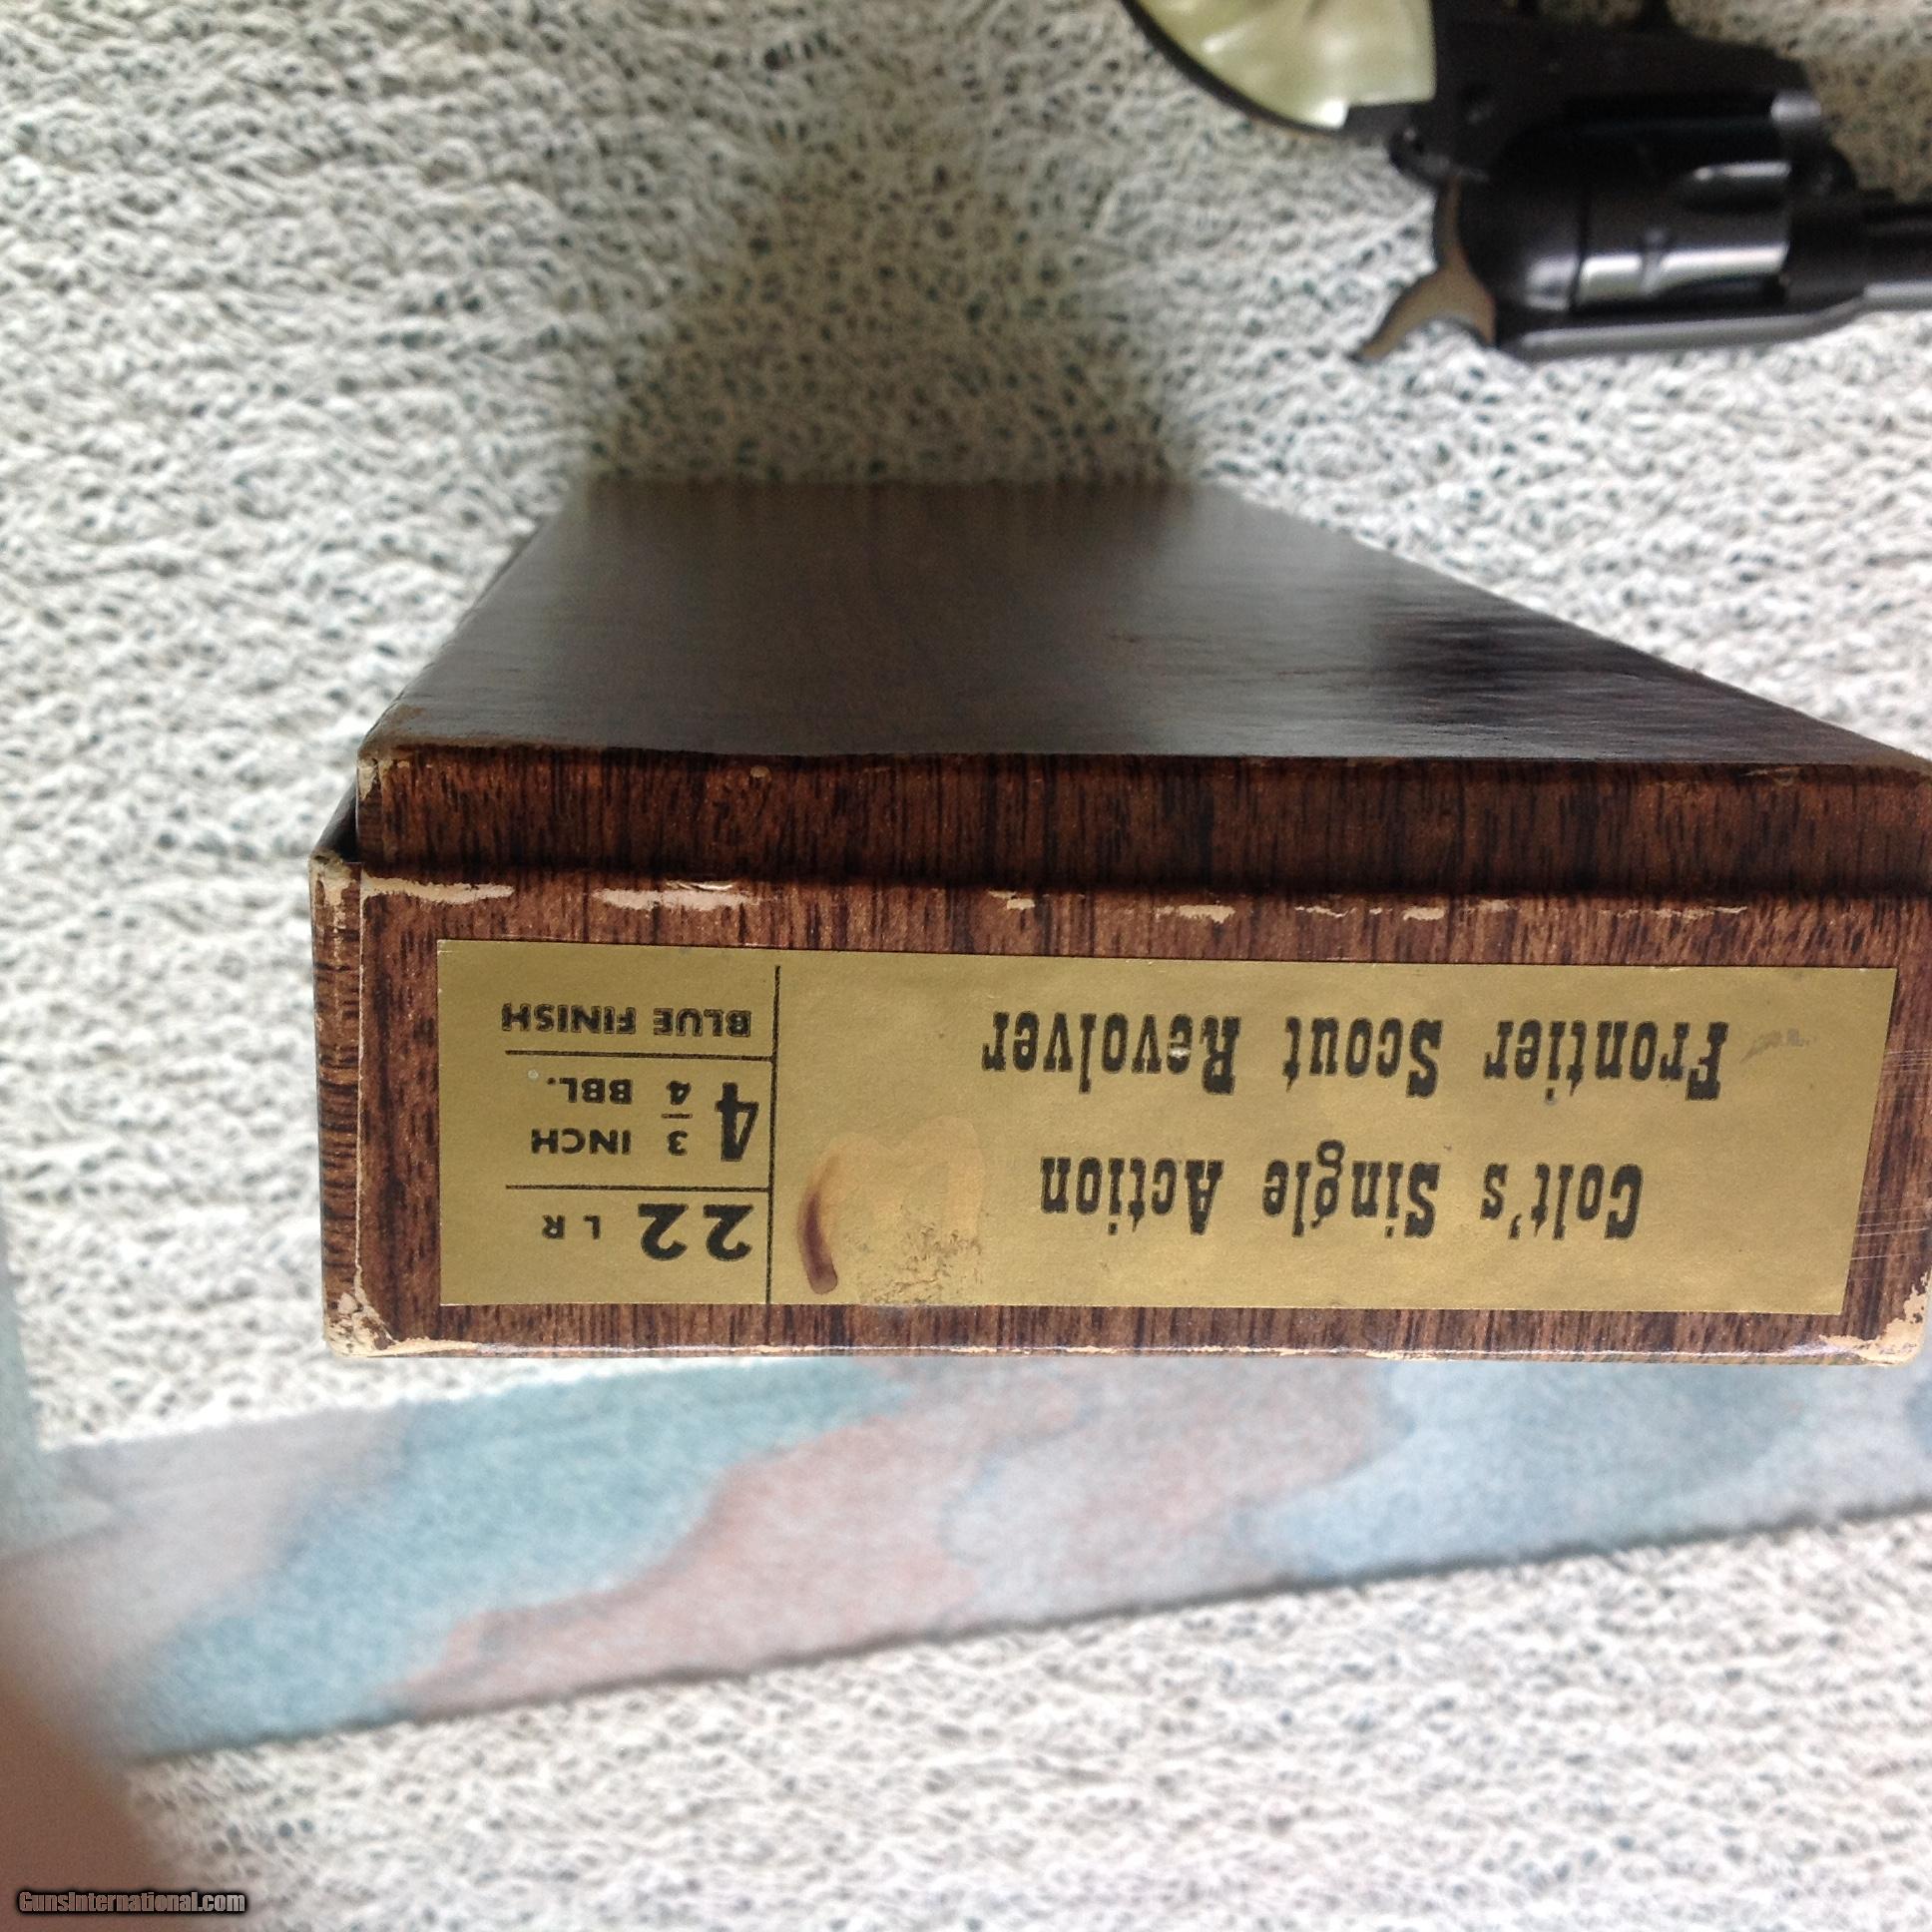 Colt's Single Action
Frontier Scout Revolver
22 L R
4 3/4 INCH BBL.
BLUE FINISH
GunsInternational.com